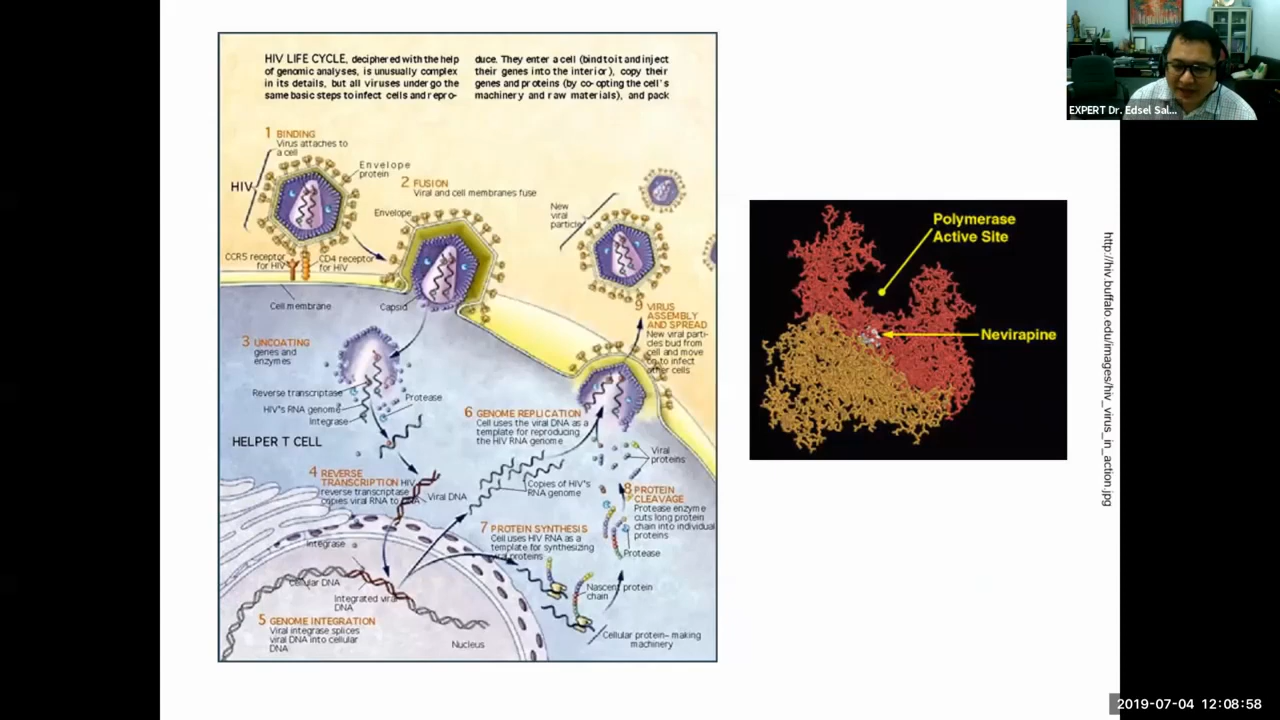 HIV LIFE CYCLE, deciphered with the help
of genomic analyses, is unusually complex
in its details, but all viruses undergo the
same basic steps to infect cells and repro-
duce. They enter a cell (bind to it and inject
their genes into the interior), copy their
genes and proteins (by co-opting the cell's
machinery and raw materials), and pack
1 BINDING
Virus attaches to
a cell
HIV
Envelope
protein
2 FUSION
Viral and cell membranes fuse
Envelope
New
viral
particle
CCR5 receptor
for HIV
CD4 receptor
for HIV
Cell membrane
Capsid
9 VIRUS
ASSEMBLY
AND SPREAD
New viral parti-
cles bud from
cell and move
on to infect
other cells
3 UNCOATING
genes and
enzymes
Reverse transcriptase
HIV's RNA genome
Integrase
Protease
HELPER T CELL
6 GENOME REPLICATION
Cell uses the viral DNA as a
template for reproducing
the HIV RNA genome
Viral
proteins
4 REVERSE
TRANSCRIPTION HIV
reverse transcriptase
copies viral RNA to DNA
Viral DNA
Copies of HIV's
RNA genome
8 PROTEIN
CLEAVAGE
Protease enzyme
cuts long protein
chain into individual
proteins
Protease
7 PROTEIN SYNTHESIS
Cell uses HIV RNA as a
template for synthesizing
viral proteins
Integrase
Cellular DNA
Integrated viral
DNA
Nascent protein
chain
5 GENOME INTEGRATION
Viral integrase splices
viral DNA into cellular
DNA
Nucleus
Cellular protein- making
machinery
Polymerase
Active Site
Nevirapine
http://hiv.buffalo.edu/images/hiv_virus_in_action.jpg
EXPERT Dr. Edsel Sal...
2019-07-04 12:08:58